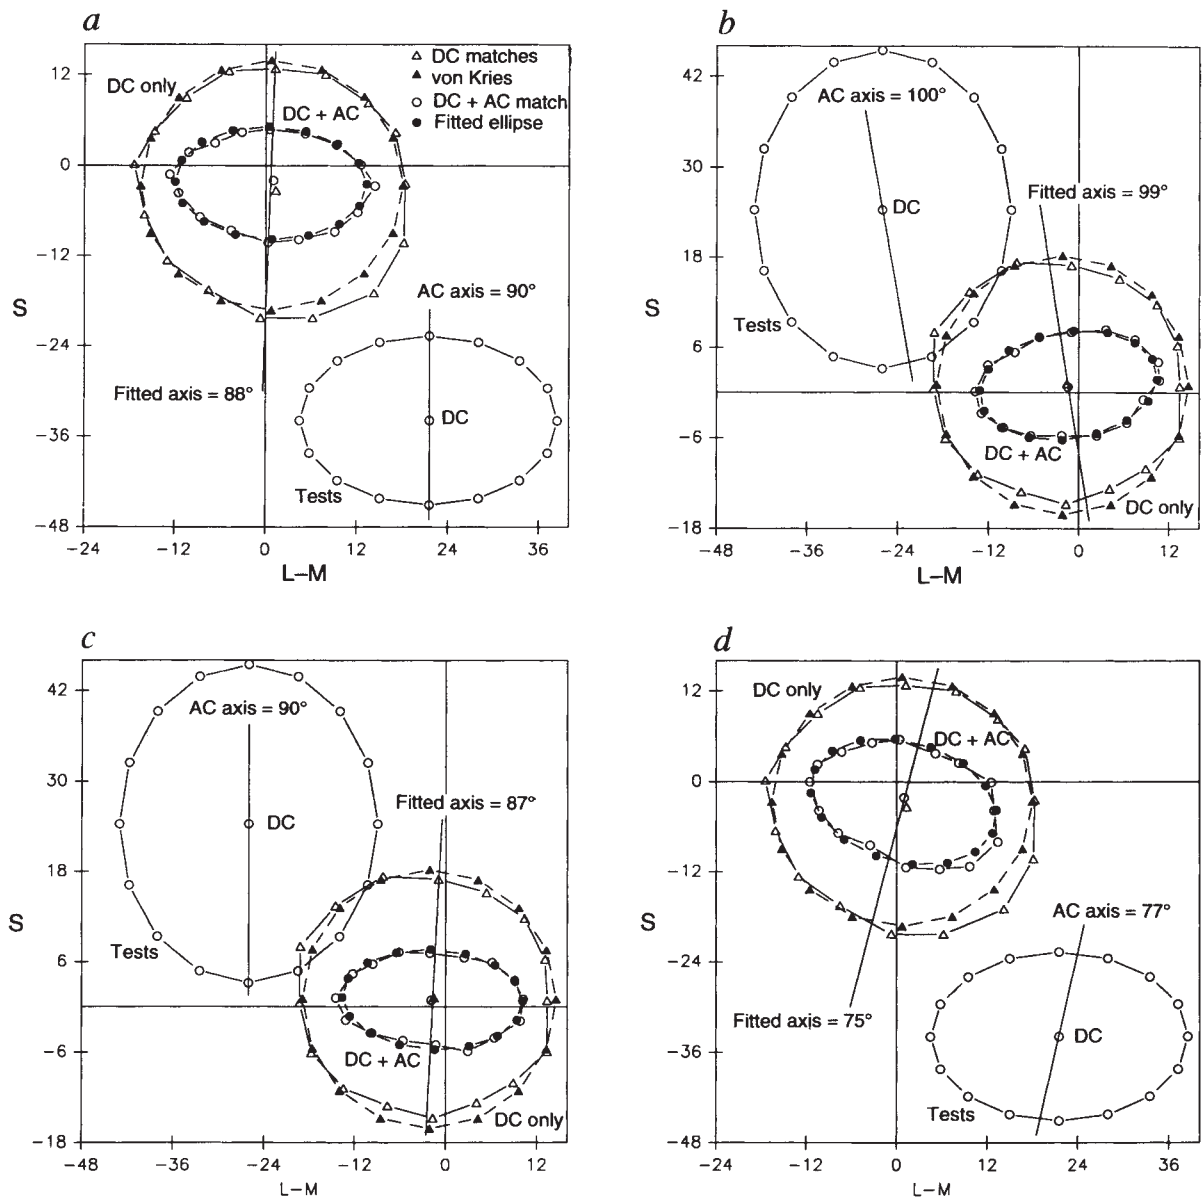 a
△ DC matches
▲ von Kries
○ DC + AC match
● Fitted ellipse
DC only
DC + AC
12
0
−12
S
−24
−36
−48
AC axis = 90°
Fitted axis = 88°
DC
Tests
−24 −12 0 12 24 36
L−M
b
42
30
18
6
−6
−18
AC axis = 100°
Fitted axis = 99°
DC
Tests
S
DC + AC
DC only
−48 −36 −24 −12 0 12
L−M
c
42
30
18
6
−6
−18
AC axis = 90°
Fitted axis = 87°
DC
S
Tests
DC + AC
DC only
−48 −36 −24 −12 0 12
L−M
d
12
0
−12
−24
−36
−48
DC only
DC + AC
S
AC axis = 77°
Fitted axis = 75°
DC
Tests
−24 −12 0 12 24 36
L−M